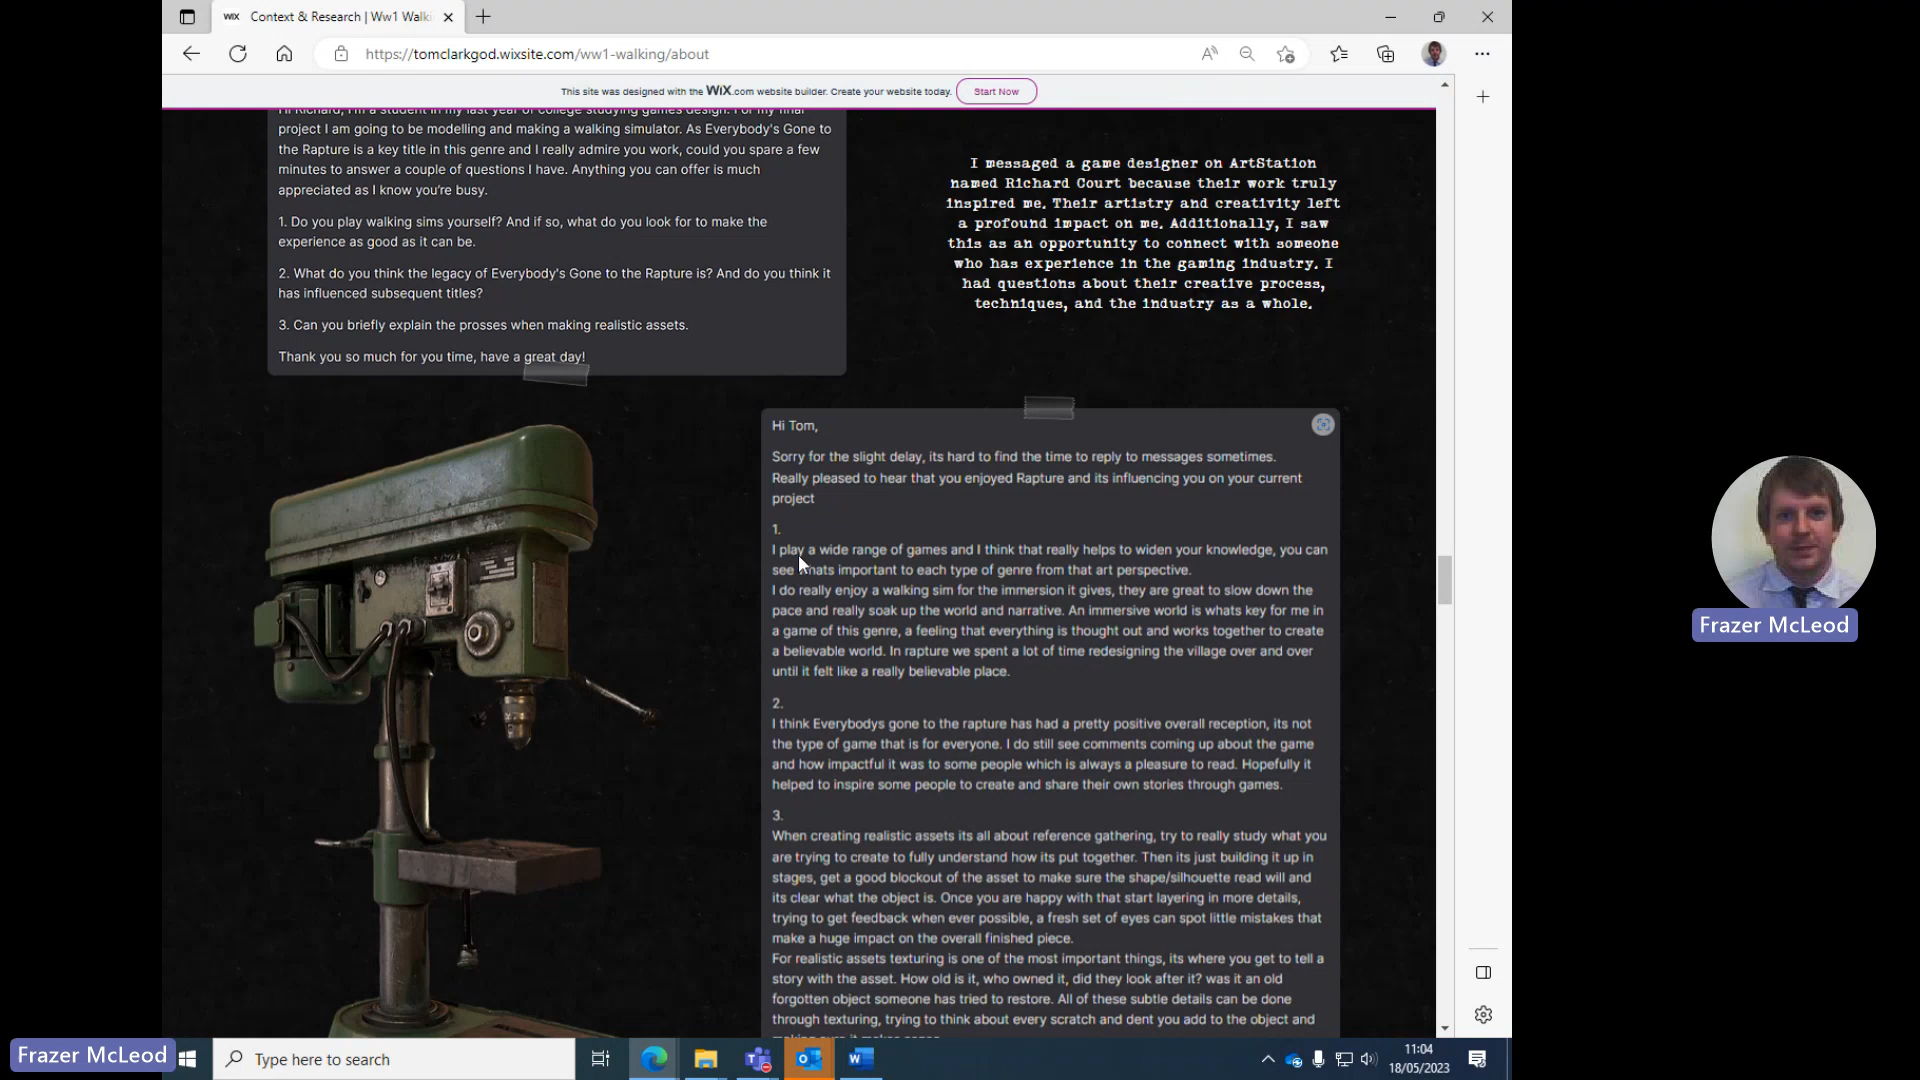 WiX Context & Research | Ww1 Walki
https://tomclarkgod.wixsite.com/ww1-walking/about
This site was designed with the WiX.com website builder. Create your website today. Start Now
Hi Richard, I'm a student in my last year of college studying games design. For my final
project I am going to be modelling and making a walking simulator. As Everybody's Gone to
the Rapture is a key title in this genre and I really admire you work, could you spare a few
minutes to answer a couple of questions I have. Anything you can offer is much
appreciated as I know you're busy.
1. Do you play walking sims yourself? And if so, what do you look for to make the
experience as good as it can be.
2. What do you think the legacy of Everybody's Gone to the Rapture is? And do you think it
has influenced subsequent titles?
3. Can you briefly explain the prosses when making realistic assets.
Thank you so much for you time, have a great day!
I messaged a game designer on ArtStation
named Richard Court because their work truly
inspired me. Their artistry and creativity left
a profound impact on me. Additionally, I saw
this as an opportunity to connect with someone
who has experience in the gaming industry. I
had questions about their creative process,
techniques, and the industry as a whole.
Hi Tom,
Sorry for the slight delay, its hard to find the time to reply to messages sometimes.
Really pleased to hear that you enjoyed Rapture and its influencing you on your current
project
1.
I play a wide range of games and I think that really helps to widen your knowledge, you can
see whats important to each type of genre from that art perspective.
I do really enjoy a walking sim for the immersion it gives, they are great to slow down the
pace and really soak up the world and narrative. An immersive world is whats key for me in
a game of this genre, a feeling that everything is thought out and works together to create
a believable world. In rapture we spent a lot of time redesigning the village over and over
until it felt like a really believable place.
2.
I think Everybodys gone to the rapture has had a pretty positive overall reception, its not
the type of game that is for everyone. I do still see comments coming up about the game
and how impactful it was to some people which is always a pleasure to read. Hopefully it
helped to inspire some people to create and share their own stories through games.
3.
When creating realistic assets its all about reference gathering, try to really study what you
are trying to create to fully understand how its put together. Then its just building it up in
stages, get a good blockout of the asset to make sure the shape/silhouette read will and
its clear what the object is. Once you are happy with that start layering in more details,
trying to get feedback when ever possible, a fresh set of eyes can spot little mistakes that
make a huge impact on the overall finished piece.
For realistic assets texturing is one of the most important things, its where you get to tell a
story with the asset. How old is it, who owned it, did they look after it? was it an old
forgotten object someone has tried to restore. All of these subtle details can be done
through texturing, trying to think about every scratch and dent you add to the object and
making sure it makes sense
Frazer McLeod
Frazer McLeod
Type here to search
11:04
18/05/2023